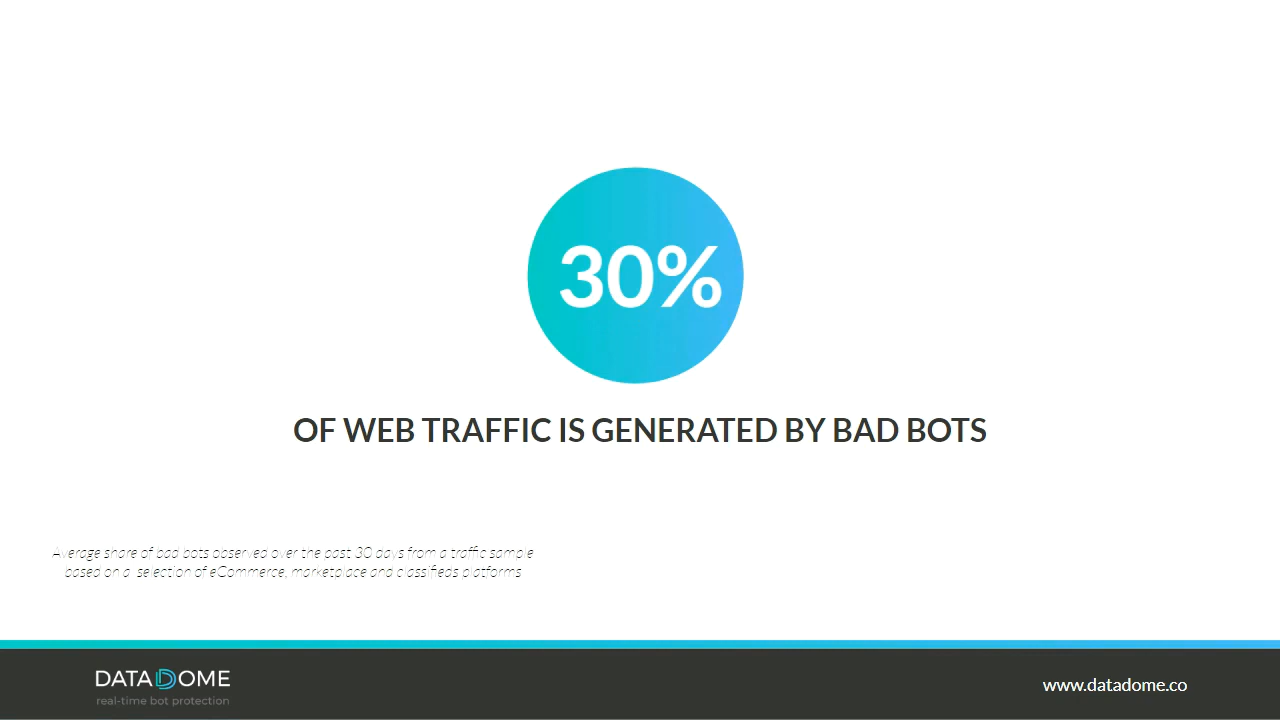 30%
OF WEB TRAFFIC IS GENERATED BY BAD BOTS
Average share of bad bots observed over the past 30 days from a traffic sample
based on a selection of eCommerce, marketplace and classifieds platforms
DATADOME
real-time bot protection
www.datadome.co